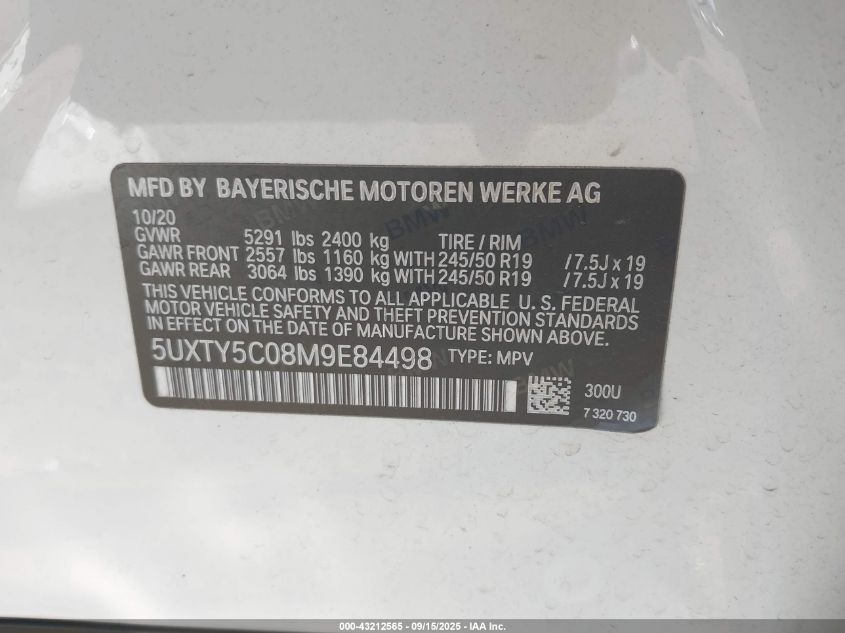 MFD BY BAYERISCHE MOTOREN WERKE AG
10/20
GVWR 5291 lbs 2400 kg TIRE / RIM
GAWR FRONT 2557 lbs 1160 kg WITH 245/50 R19 /7.5J x 19
GAWR REAR 3064 lbs 1390 kg WITH 245/50 R19 /7.5J x 19
THIS VEHICLE CONFORMS TO ALL APPLICABLE U. S. FEDERAL
MOTOR VEHICLE SAFETY AND THEFT PREVENTION STANDARDS
IN EFFECT ON THE DATE OF MANUFACTURE SHOWN ABOVE.
5UXTY5C08M9E84498 TYPE: MPV
300U
7 320 730
BMW
BMW
BMW
000-43212565 - 09/15/2025 - IAA Inc.